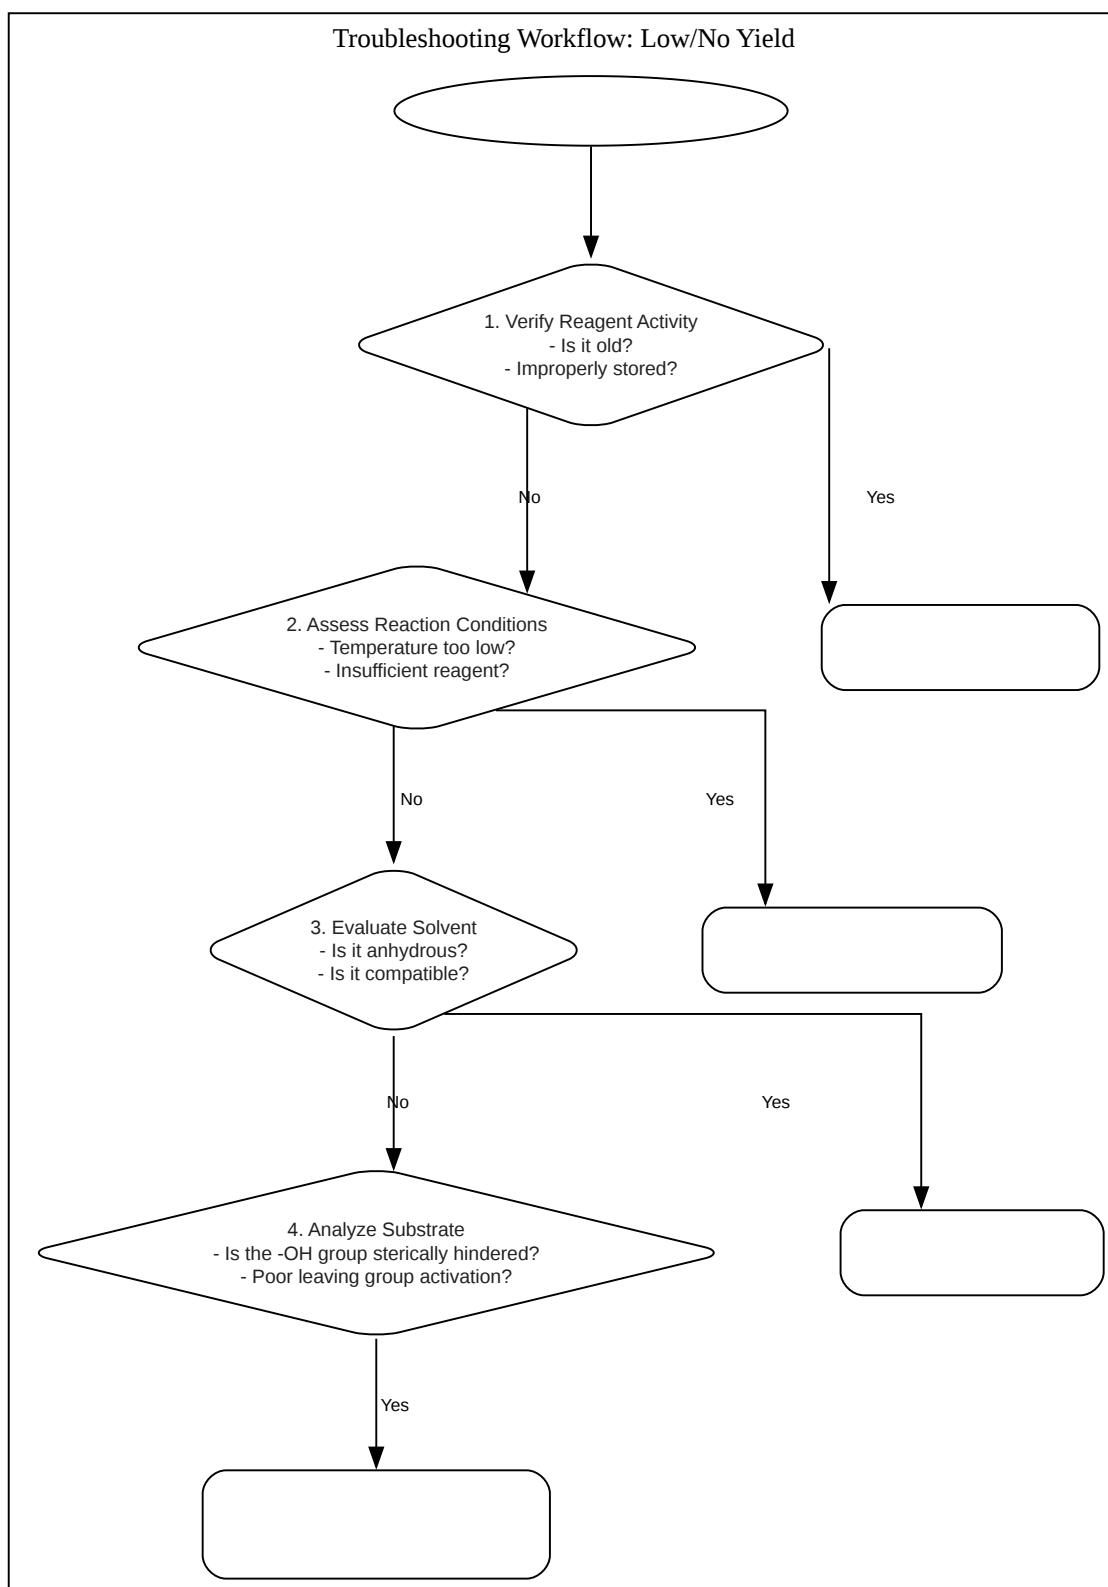 Troubleshooting Workflow: Low/No Yield
1. Verify Reagent Activity
- Is it old?
- Improperly stored?
No
Yes
2. Assess Reaction Conditions
- Temperature too low?
- Insufficient reagent?
No
Yes
3. Evaluate Solvent
- Is it anhydrous?
- Is it compatible?
No
Yes
4. Analyze Substrate
- Is the -OH group sterically hindered?
- Poor leaving group activation?
Yes